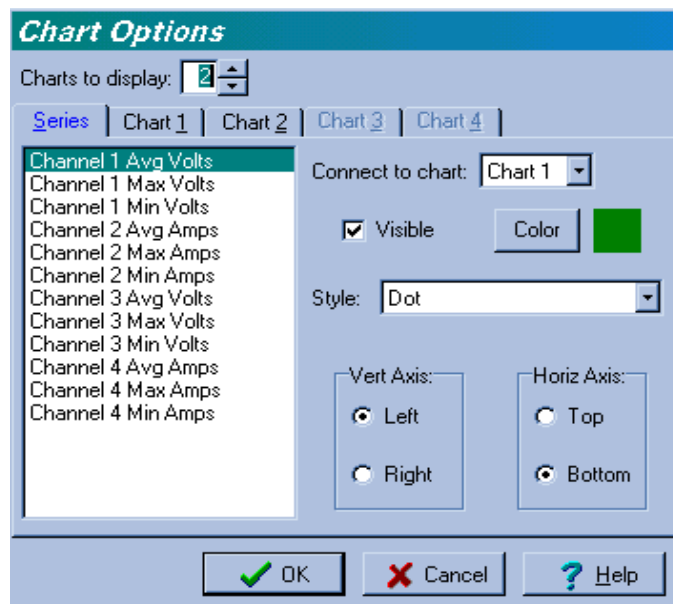 Chart Options
Charts to display: 2
Series Chart 1 Chart 2 Chart 3 Chart 4
Channel 1 Avg Volts
Channel 1 Max Volts
Channel 1 Min Volts
Channel 2 Avg Amps
Channel 2 Max Amps
Channel 2 Min Amps
Channel 3 Avg Volts
Channel 3 Max Volts
Channel 3 Min Volts
Channel 4 Avg Amps
Channel 4 Max Amps
Channel 4 Min Amps
Connect to chart: Chart 1
Visible Color
Style: Dot
Vert Axis:
Left
Right
Horiz Axis:
Top
Bottom
OK Cancel Help